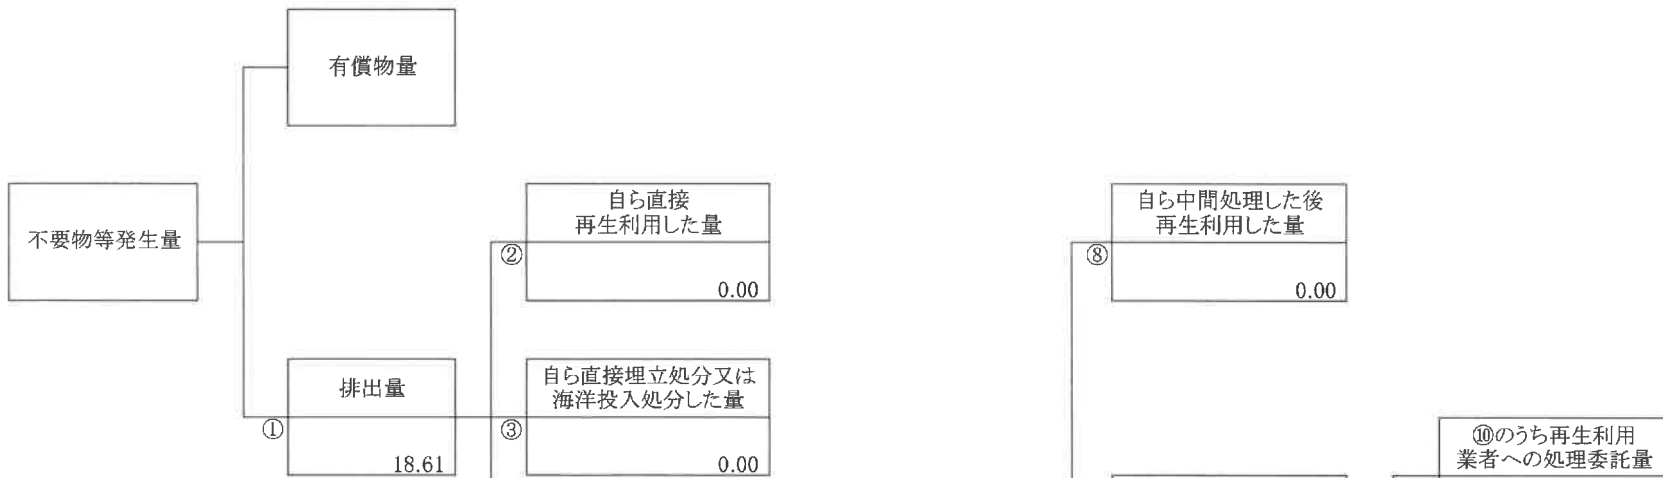 有償物量
不要物等発生量
自ら直接
再生利用した量
②
0.00
自ら中間処理した後
再生利用した量
⑧
0.00
排出量
①
18.61
自ら直接埋立処分又は
海洋投入処分した量
③
0.00
⑩のうち再生利用
業者への処理委託量